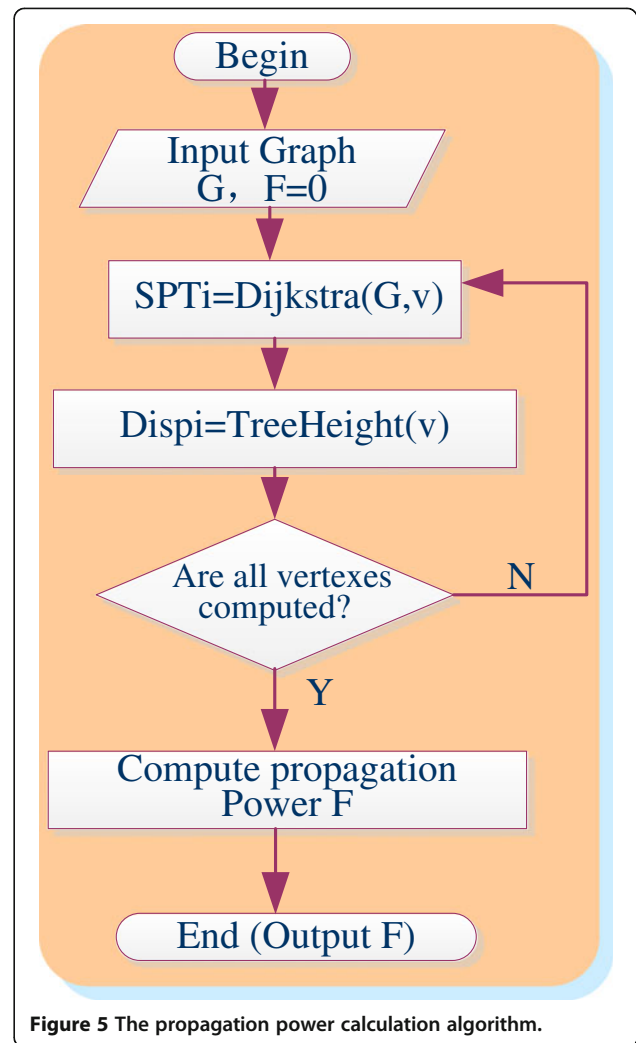 Begin
Input Graph
G, F=0
SPTi=Dijkstra(G,v)
Dispi=TreeHeight(v)
Are all vertexes
computed?
N
Y
Compute propagation
Power F
End (Output F)
Figure 5 The propagation power calculation algorithm.